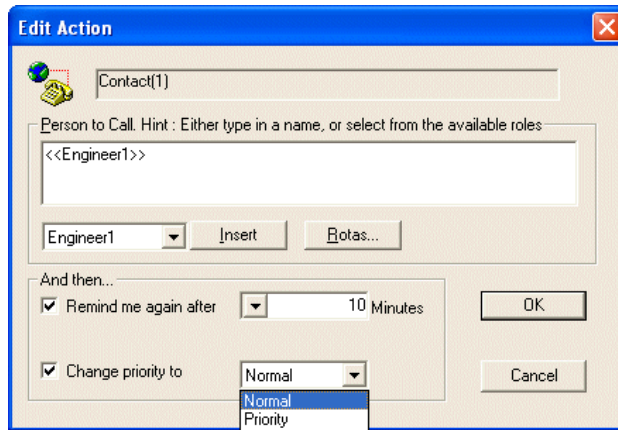 Edit Action
Contact(1)
Person to Call. Hint : Either type in a name, or select from the available roles
<<Engineer1>>
Engineer1 Insert Rotas...
And then...
Remind me again after 10 Minutes OK
Change priority to Normal Cancel
Normal
Priority